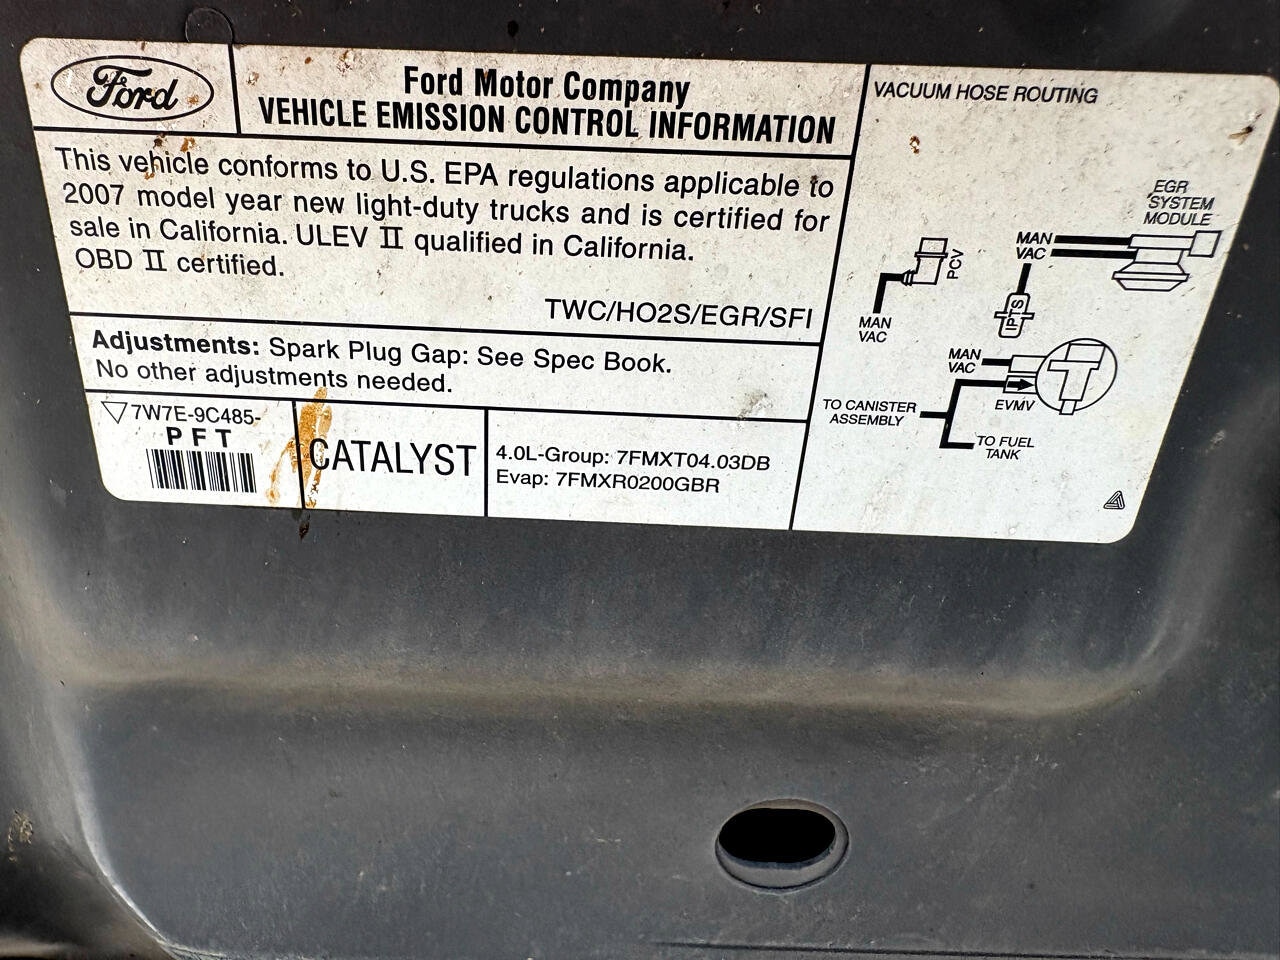 Ford
Ford Motor Company
VEHICLE EMISSION CONTROL INFORMATION
This vehicle conforms to U.S. EPA regulations applicable to
2007 model year new light-duty trucks and is certified for
sale in California. ULEV II qualified in California.
OBD II certified.
TWC/HO2S/EGR/SFI
Adjustments: Spark Plug Gap: See Spec Book.
No other adjustments needed.
7W7E-9C485-
PFT
CATALYST
4.0L-Group: 7FMXT04.03DB
Evap: 7FMXR0200GBR
VACUUM HOSE ROUTING
EGR
SYSTEM
MODULE
MAN
VAC
PCV
MAN
VAC
PTS
MAN
VAC
EVMV
TO CANISTER
ASSEMBLY
TO FUEL
TANK